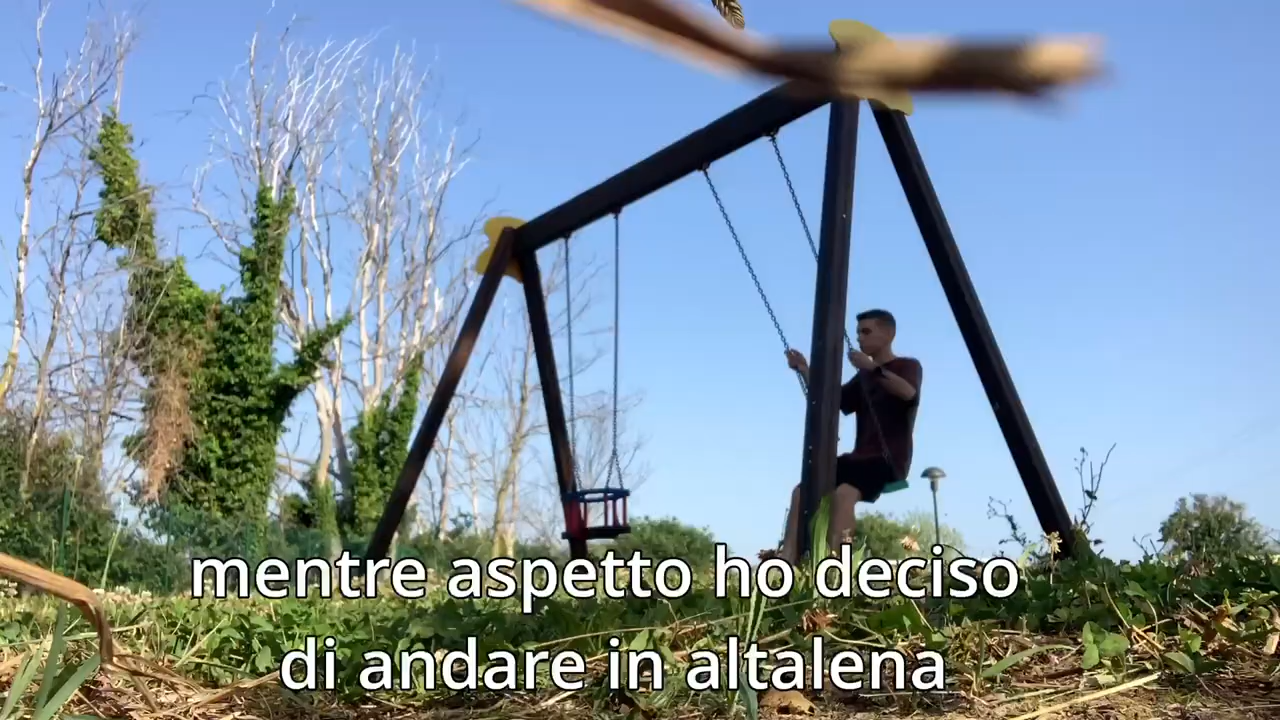 mentre aspetto ho deciso
di andare in altalena